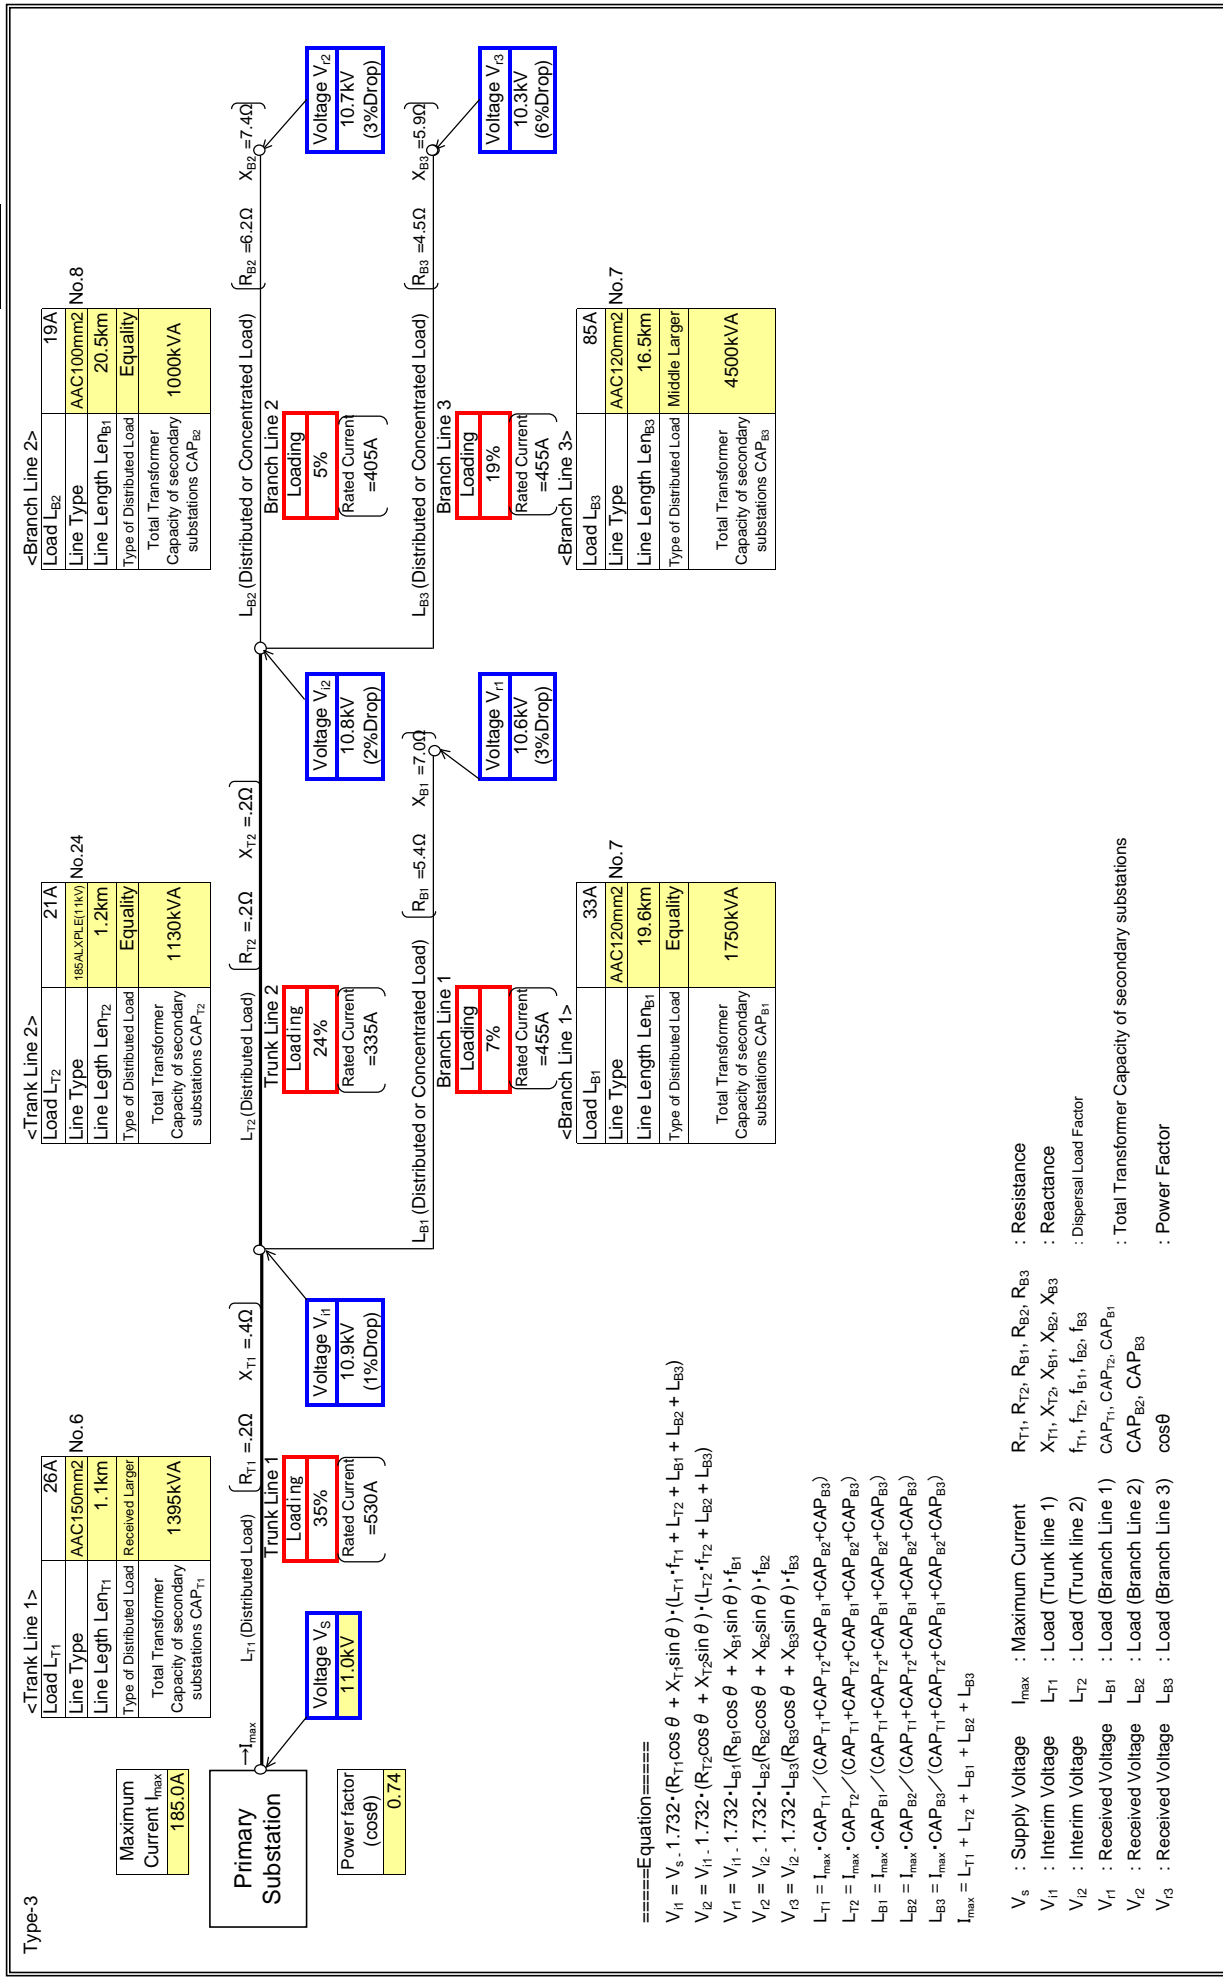 Type-3
Maximum
Current Imax
185.0A
Primary
Substation
Power factor
(cosθ)
0.74
→Imax
Voltage VS
11.0kV
<Trank Line 1>
Load LT1 26A
Line Type AAC150mm2 No.6
Line Legth LenT1 1.1km
Type of Distributed Load Received Larger
Total Transformer
Capacity of secondary
substations CAPT1
1395kVA
LT1 (Distributed Load)
RT1 =.2Ω XT1 =.4Ω
Trunk Line 1
Loading
35%
Rated Current
=530A
Voltage Vi1
10.9kV
(1%Drop)
<Trank Line 2>
Load LT2 21A
Line Type 185ALXPLE(11kV) No.24
Line Legth LenT2 1.2km
Type of Distributed Load Equality
Total Transformer
Capacity of secondary
substations CAPT2
1130kVA
LT2 (Distributed Load)
RT2 =.2Ω XT2 =.2Ω
Trunk Line 2
Loading
24%
Rated Current
=335A
Voltage Vi2
10.8kV
(2%Drop)
LB1 (Distributed or Concentrated Load)
RB1 =5.4Ω XB1 =7.0Ω
Branch Line 1
Loading
7%
Rated Current
=455A
Voltage Vr1
10.6kV
(3%Drop)
<Branch Line 1>
Load LB1 33A
Line Type AAC120mm2 No.7
Line Length LenB1 19.6km
Type of Distributed Load Equality
Total Transformer
Capacity of secondary
substations CAPB1
1750kVA
<Branch Line 2>
Load LB2 19A
Line Type AAC100mm2 No.8
Line Length LenB1 20.5km
Type of Distributed Load Equality
Total Transformer
Capacity of secondary
substations CAPB2
1000kVA
LB2 (Distributed or Concentrated Load)
RB2 =6.2Ω XB2 =7.4Ω
Branch Line 2
Loading
5%
Rated Current
=405A
Voltage Vr2
10.7kV
(3%Drop)
LB3 (Distributed or Concentrated Load)
RB3 =4.5Ω XB3 =5.9Ω
Branch Line 3
Loading
19%
Rated Current
=455A
Voltage Vr3
10.3kV
(6%Drop)
<Branch Line 3>
Load LB3 85A
Line Type AAC120mm2 No.7
Line Length LenB3 16.5km
Type of Distributed Load Middle Larger
Total Transformer
Capacity of secondary
substations CAPB3
4500kVA
=====Equation=====
Vi1 = Vs - 1.732・(RT1cos θ + XT1sin θ)・(LT1・fT1 + LT2 + LB1 + LB2 + LB3)
Vi2 = Vi1 - 1.732・(RT2cos θ + XT2sin θ)・(LT2・fT2 + LB2 + LB3)
Vr1 = Vi1 - 1.732・LB1(RB1cos θ + XB1sin θ)・fB1
Vr2 = Vi2 - 1.732・LB2(RB2cos θ + XB2sin θ)・fB2
Vr3 = Vi2 - 1.732・LB3(RB3cos θ + XB3sin θ)・fB3
LT1 = Imax・CAPT1／(CAPT1+CAPT2+CAPB1+CAPB2+CAPB3) +
LT2 = Imax・CAPT2／(CAPT1+CAPT2+CAPB1+CAPB2+CAPB3)
LB1 = Imax・CAPB1／(CAPT1+CAPT2+CAPB1+CAPB2+CAPB3)
LB2 = Imax・CAPB2／(CAPT1+CAPT2+CAPB1+CAPB2+CAPB3)
LB3 = Imax・CAPB3／(CAPT1+CAPT2+CAPB1+CAPB2+CAPB3)
Imax = LT1 + LT2 + LB1 + LB2 + LB3
Vs : Supply Voltage Imax : Maximum Current RT1, RT2, RB1, RB2, RB3 : Resistance
Vi1 : Interim Voltage LT1 : Load (Trunk line 1) XT1, XT2, XB1, XB2, XB3 : Reactance
Vi2 : Interim Voltage LT2 : Load (Trunk line 2) fT1, fT2, fB1, fB2, fB3 : Dispersal Load Factor
Vr1 : Received Voltage LB1 : Load (Branch Line 1) CAPT1, CAPT2, CAPB1
Vr2 : Received Voltage LB2 : Load (Branch Line 2) CAPB2, CAPB3 : Total Transformer Capacity of secondary substations
Vr3 : Received Voltage LB3 : Load (Branch Line 3) cosθ : Power Factor